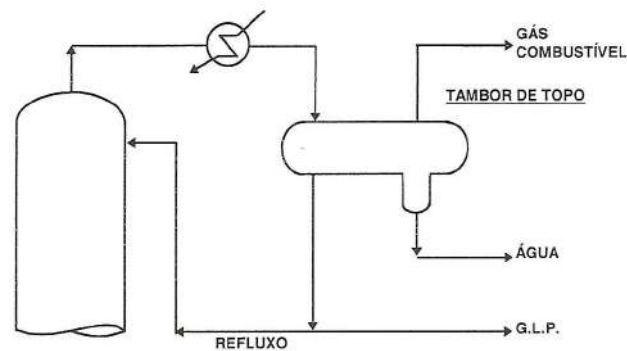 GÁS
COMBUSTÍVEL
TAMBOR DE TOPO
ÁGUA
G.L.P.
REFLUXO